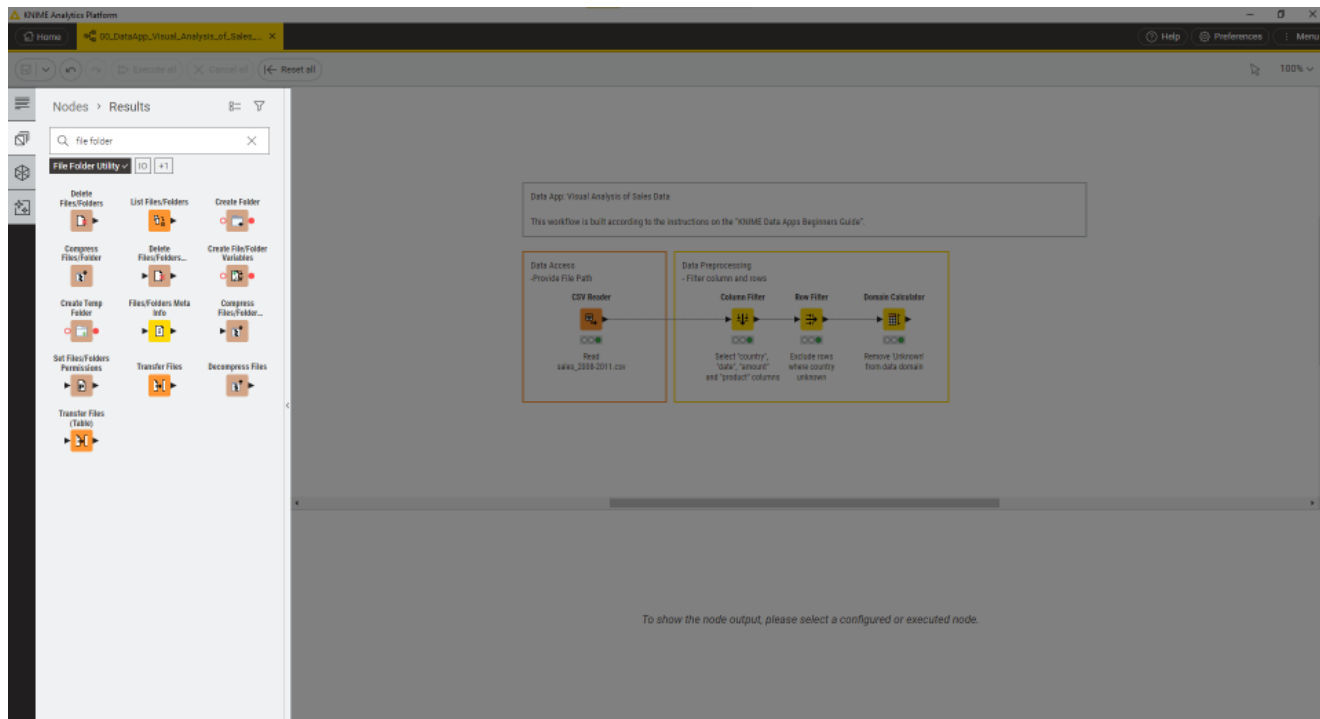 KNIME Analytics Platform
Home
00_DataApp_Visual_Analysis_of_Sales_...
Help
Preferences
Menu
Execute all
Cancel all
Reset all
100%
Nodes > Results
file folder
File Folder Utility
IO
+1
Delete
Files/Folders
List Files/Folders
Create Folder
Compress
Files/Folder
Delete
Files/Folders...
Create File/Folder
Variables
Create Temp
Folder
Files/Folders Meta
Info
Compress
Files/Folder...
Set Files/Folders
Permissions
Transfer Files
Decompress Files
Transfer Files
(Table)
Data App: Visual Analysis of Sales Data
This workflow is built according to the instructions on the "KNIME Data Apps Beginners Guide".
Data Access
-Provide File Path
CSV Reader
Read
sales_2008-2011.csv
Data Preprocessing
- Filter column and rows
Column Filter
Select "country",
"data", "amount"
and "product" columns
Row Filter
Exclude rows
where country
unknown
Domain Calculator
Remove 'Unknown'
from data domain
To show the node output, please select a configured or executed node.